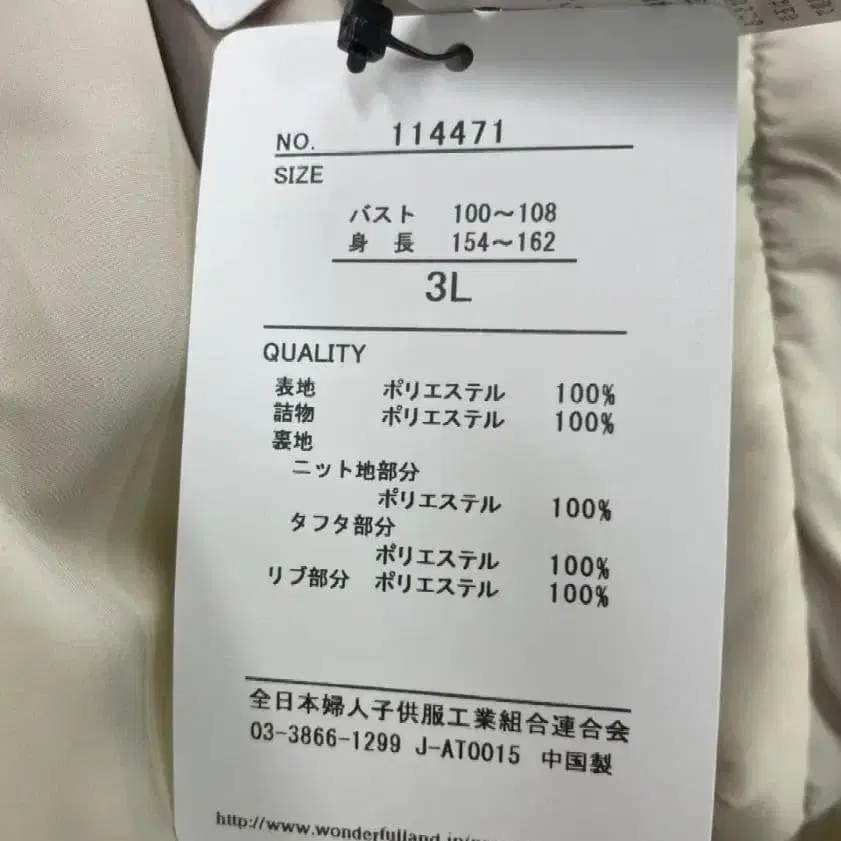 NO. 114471
SIZE
バスト 100～108
身 長 154～162
3L
QUALITY
表地 ポリエステル 100%
詰物 ポリエステル 100%
裏地
ニット地部分
ポリエステル 100%
タフタ部分
ポリエステル 100%
リブ部分 ポリエステル 100%
全日本婦人子供服工業組合連合会
03-3866-1299 J-AT0015 中国製
http://www.wonderfulland.jp/